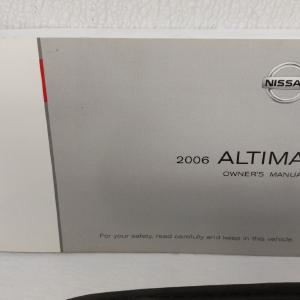 NISSA
2006 ALTIMA
OWNER'S MANUA
For your safety, read carefully and keep in this vehicle.